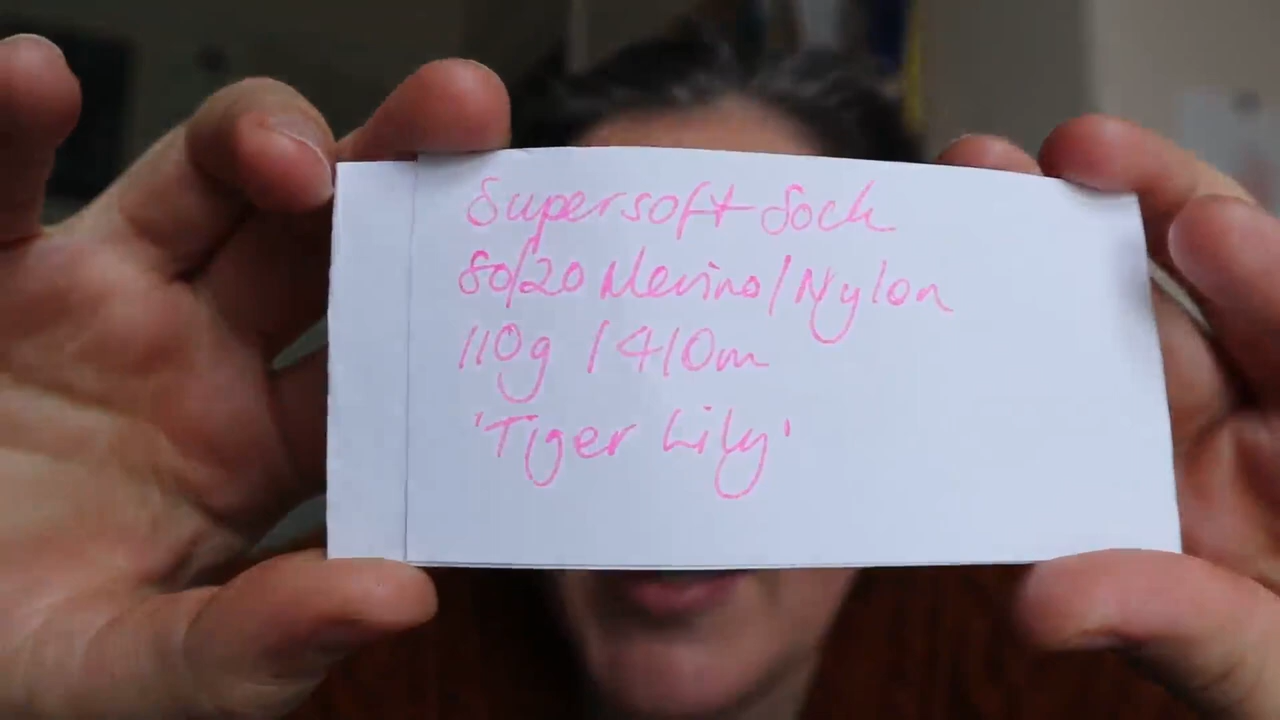 Supersoft Sock
80/20 Merino/Nylon
110g / 410m
'Tiger Lily'